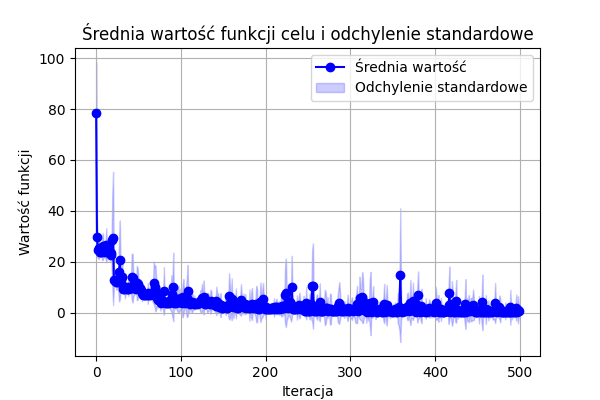 Średnia wartość funkcji celu i odchylenie standardowe
Średnia wartość
Odchylenie standardowe
Wartość funkcji
100
80
60
40
20
0
0 100 200 300 400 500
Iteracja